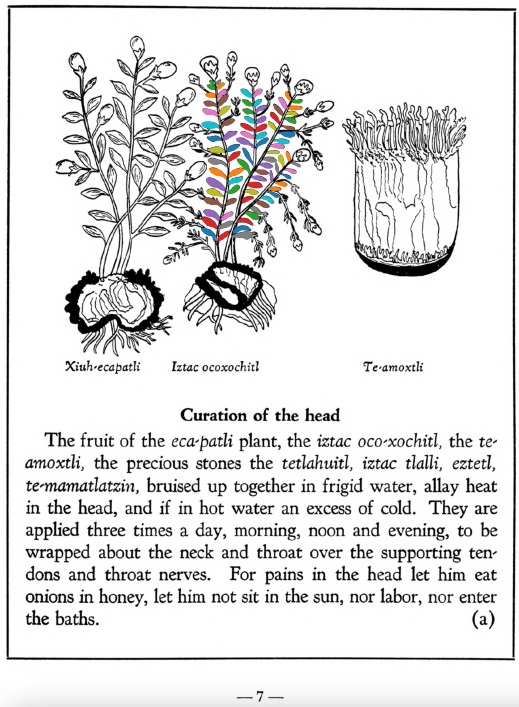 Xiuh-ecapatli Iztac ocoxochitl Te-amoxtli
Curation of the head
The fruit of the eca-patli plant, the iztac oco-xochitl, the te-
amoxtli, the precious stones the tetlahuitl, iztac tlalli, eztetl,
te-mamatlatzin, bruised up together in frigid water, allay heat
in the head, and if in hot water an excess of cold. They are
applied three times a day, morning, noon and evening, to be
wrapped about the neck and throat over the supporting ten-
dons and throat nerves. For pains in the head let him eat
onions in honey, let him not sit in the sun, nor labor, nor enter
the baths. (a)
—7—